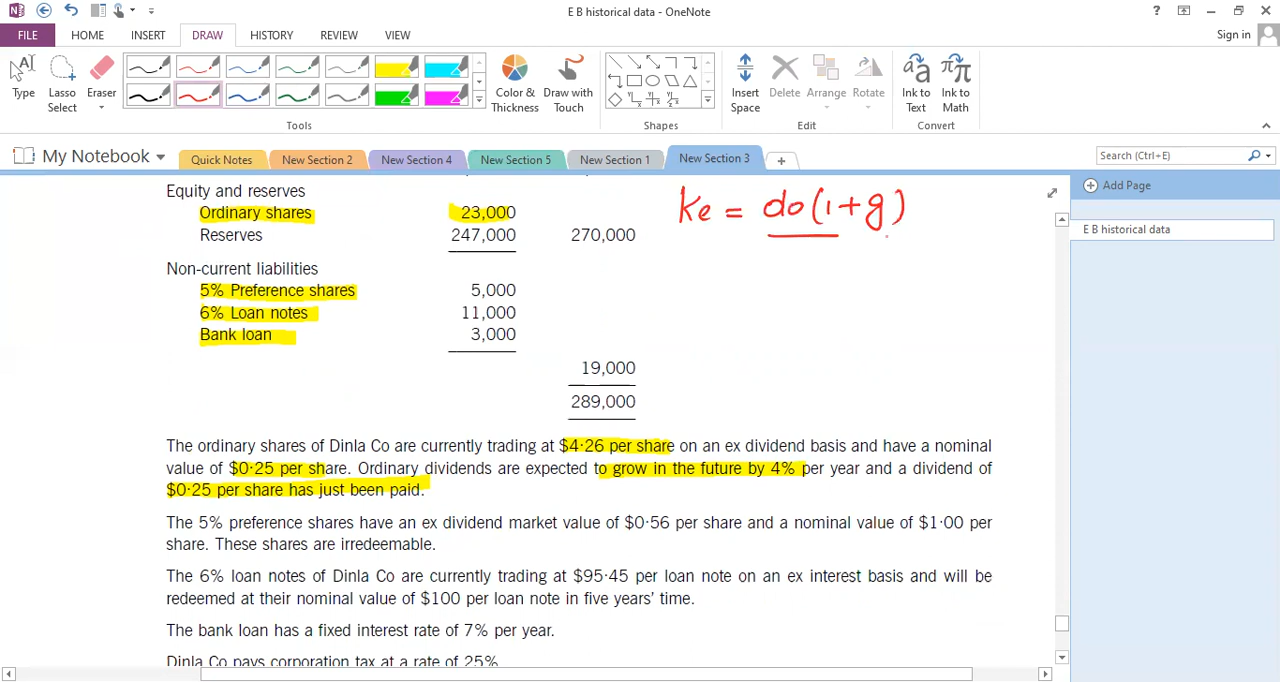 E B historical data - OneNote
?
Sign in
FILE HOME INSERT DRAW HISTORY REVIEW VIEW
Type
Lasso Select
Eraser
Color & Thickness
Draw with Touch
Insert Space
Delete
Arrange
Rotate
Ink to Text
Ink to Math
Tools
Shapes
Edit
Convert
My Notebook
Quick Notes
New Section 2
New Section 4
New Section 5
New Section 1
New Section 3
Search (Ctrl+E)
Add Page
E B historical data
Equity and reserves
Ordinary shares 23,000
Reserves 247,000 270,000
Non-current liabilities
5% Preference shares 5,000
6% Loan notes 11,000
Bank loan 3,000
19,000
289,000
ke = do(1+g)
The ordinary shares of Dinla Co are currently trading at $4·26 per share on an ex dividend basis and have a nominal
value of $0·25 per share. Ordinary dividends are expected to grow in the future by 4% per year and a dividend of
$0·25 per share has just been paid.
The 5% preference shares have an ex dividend market value of $0·56 per share and a nominal value of $1·00 per
share. These shares are irredeemable.
The 6% loan notes of Dinla Co are currently trading at $95·45 per loan note on an ex interest basis and will be
redeemed at their nominal value of $100 per loan note in five years' time.
The bank loan has a fixed interest rate of 7% per year.
Dinla Co pays corporation tax at a rate of 25%